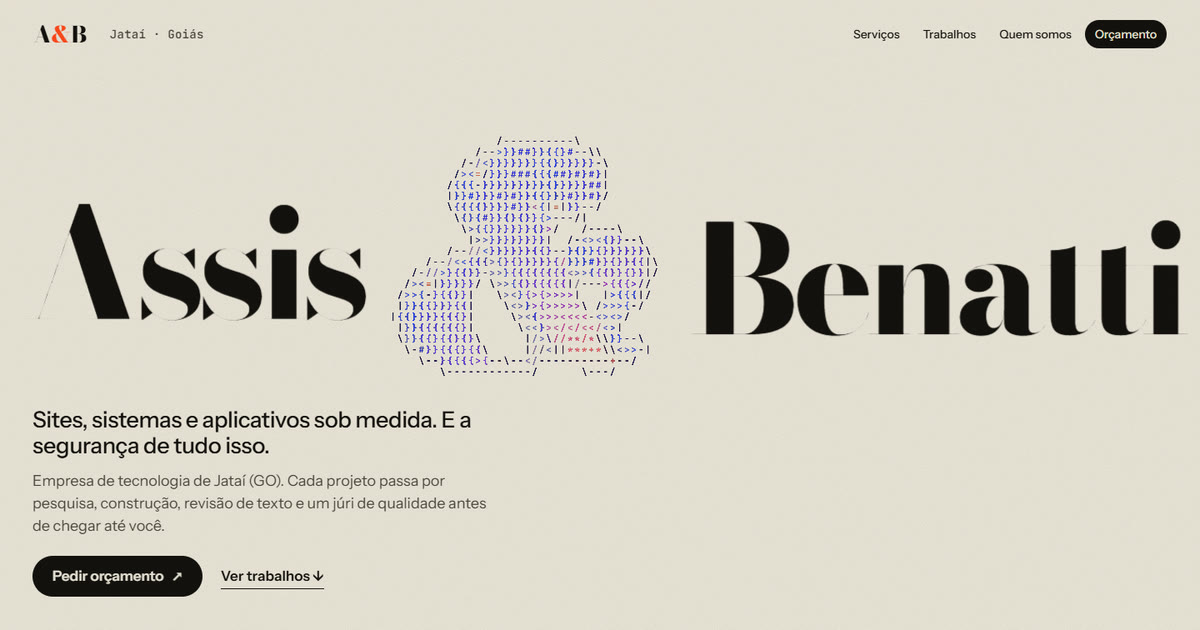 A&B
Jataí · Goiás
Serviços
Trabalhos
Quem somos
Orçamento
Assis
Benatti
Sites, sistemas e aplicativos sob medida. E a
segurança de tudo isso.
Empresa de tecnologia de Jataí (GO). Cada projeto passa por
pesquisa, construção, revisão de texto e um júri de qualidade antes
de chegar até você.
Pedir orçamento ↗
Ver trabalhos ↓